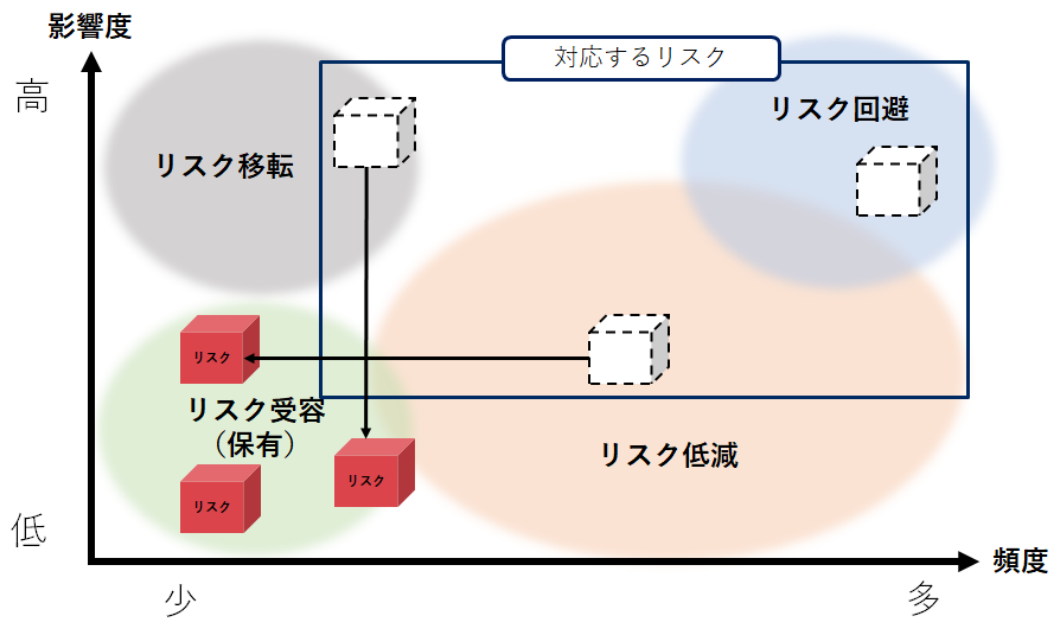 影響度
対応するリスク
高
リスク回避
リスク移転
リスク
リスク受容
（保有）
リスク低減
リスク
リスク
低
頻度
少
多